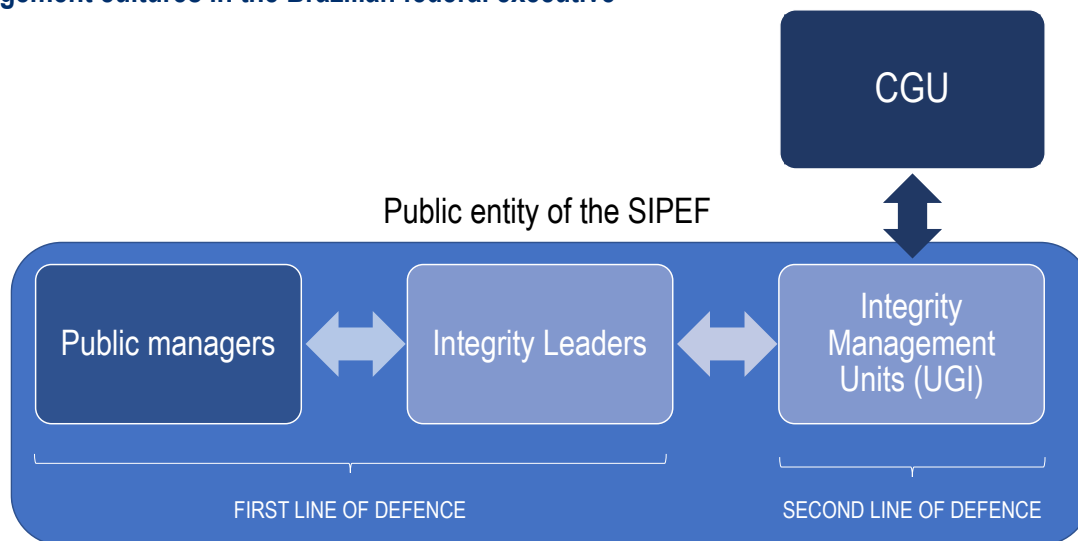 gement cultures in the Brazilian federal executive
CGU
Public entity of the SIPEF
Public managers
Integrity Leaders
Integrity
Management
Units (UGI)
FIRST LINE OF DEFENCE
SECOND LINE OF DEFENCE